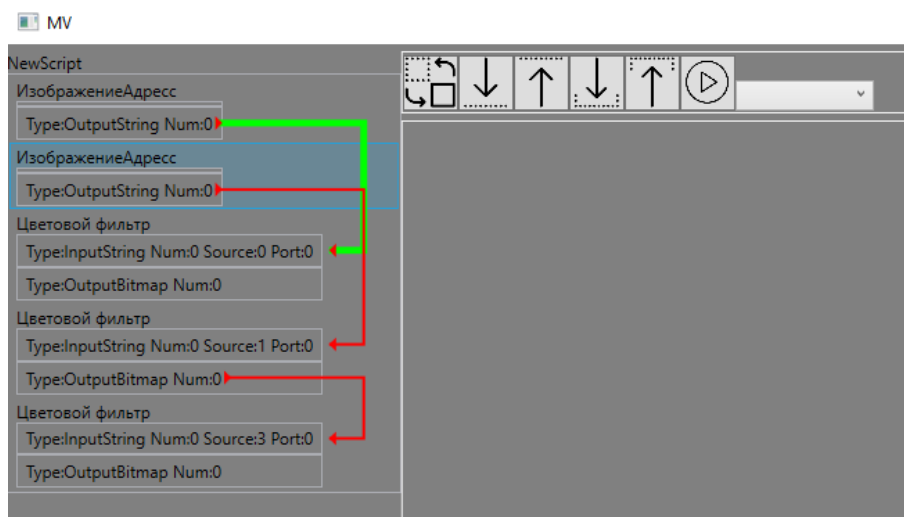 MV
NewScript
ИзображениеАдресс
Type:OutputString Num:0
ИзображениеАдресс
Type:OutputString Num:0
Цветовой фильтр
Type:InputString Num:0 Source:0 Port:0
Type:OutputBitmap Num:0
Цветовой фильтр
Type:InputString Num:0 Source:1 Port:0
Type:OutputBitmap Num:0
Цветовой фильтр
Type:InputString Num:0 Source:3 Port:0
Type:OutputBitmap Num:0